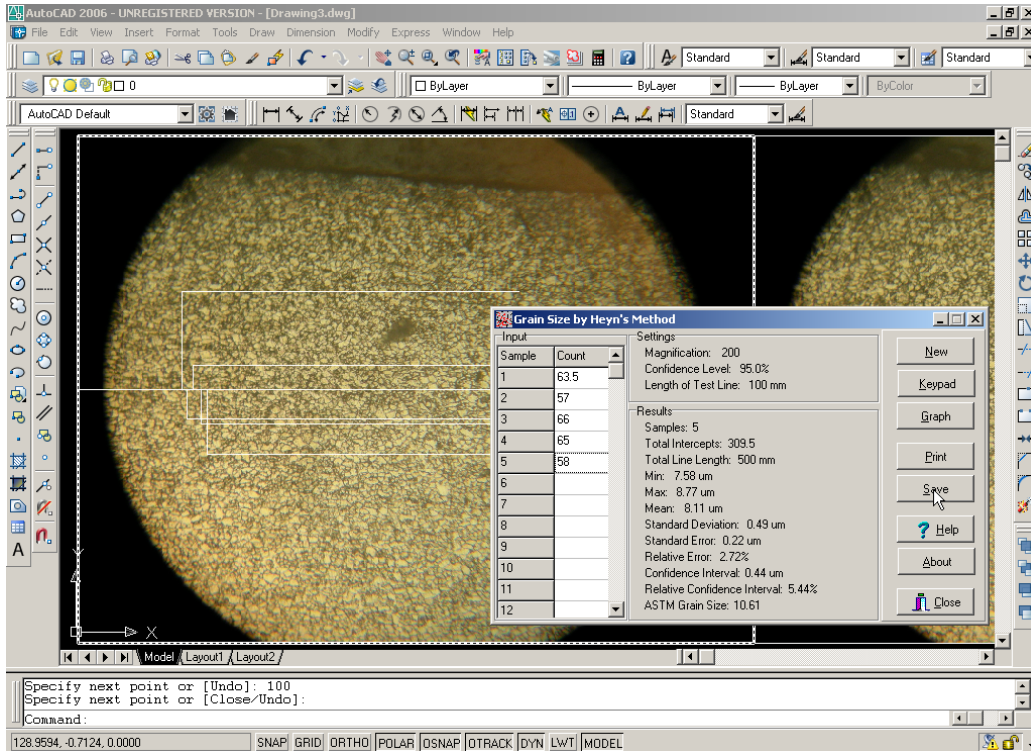 AutoCAD 2006 - UNREGISTERED VERSION - [Drawing3.dwg]
File Edit View Insert Format Tools Draw Dimension Modify Express Window Help
Standard Standard Standard
0 ByLayer ByLayer ByLayer ByColor
AutoCAD Default Standard
Grain Size by Heyn's Method
Input
Sample Count
1 63.5
2 57
3 66
4 65
5 58
6
7
8
9
10
11
12
Settings
Magnification: 200
Confidence Level: 95.0%
Length of Test Line: 100 mm
Results
Samples: 5
Total Intercepts: 309.5
Total Line Length: 500 mm
Min: 7.58 um
Max: 8.77 um
Mean: 8.11 um
Standard Deviation: 0.49 um
Standard Error: 0.22 um
Relative Error: 2.72%
Confidence Interval: 0.44 um
Relative Confidence Interval: 5.44%
ASTM Grain Size: 10.61
New
Keypad
Graph
Print
Save
Help
About
Close
Y
X
A
Model Layout1 Layout2
Specify next point or [Undo]: 100
Specify next point or [Close/Undo]:
Command:
128.9594, -0.7124, 0.0000 SNAP GRID ORTHO POLAR OSNAP OTRACK DYN LWT MODEL